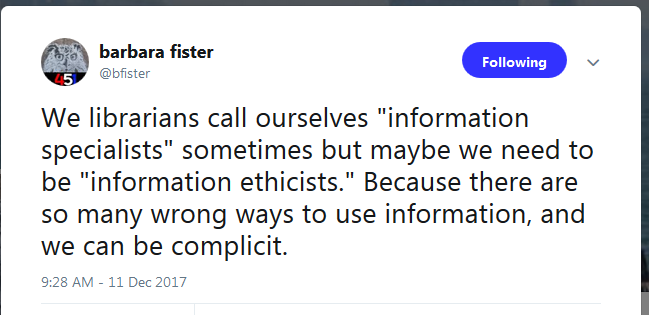 barbara fister
@bfister
Following
We librarians call ourselves "information
specialists" sometimes but maybe we need to
be "information ethicists." Because there are
so many wrong ways to use information, and
we can be complicit.
9:28 AM - 11 Dec 2017
451